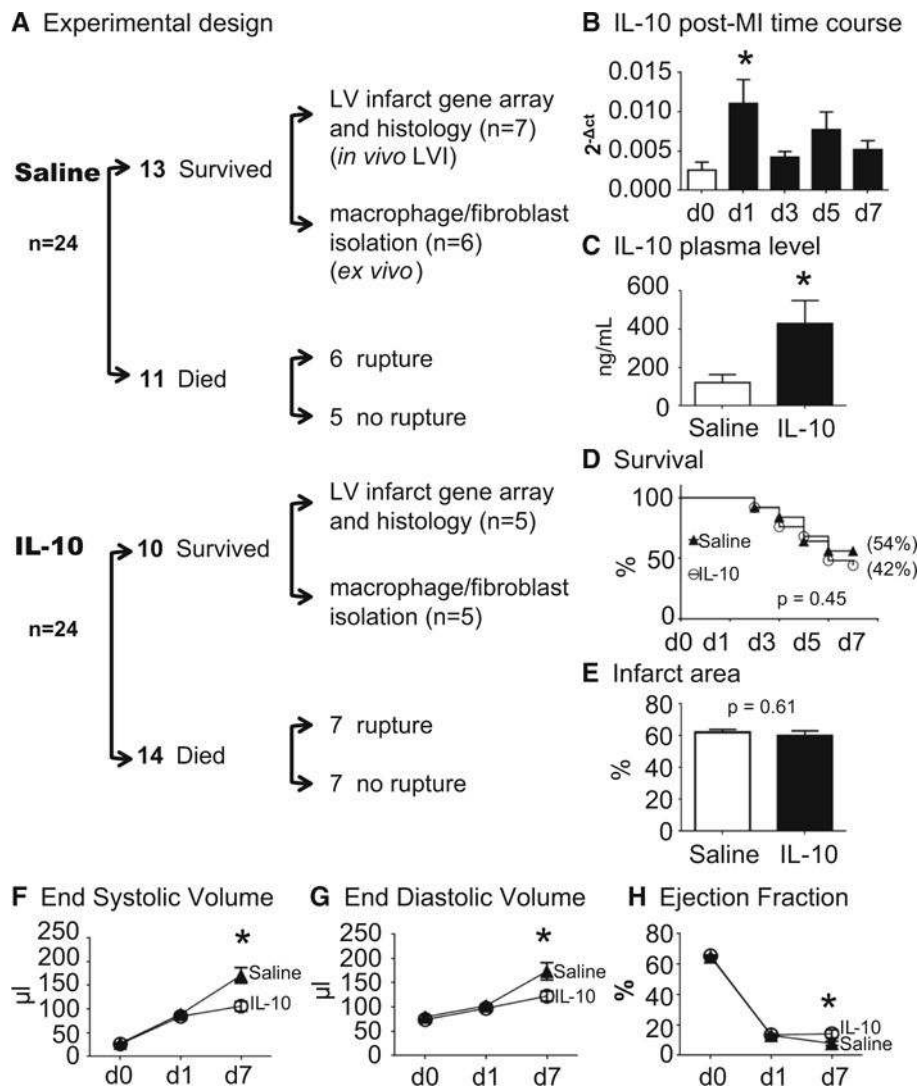 A Experimental design
Saline
n=24
13 Survived
LV infarct gene array
and histology (n=7)
(in vivo LVI)
macrophage/fibroblast
isolation (n=6)
(ex vivo)
11 Died
6 rupture
5 no rupture
IL-10
n=24
10 Survived
LV infarct gene array
and histology (n=5)
macrophage/fibroblast
isolation (n=5)
14 Died
7 rupture
7 no rupture
B IL-10 post-MI time course
*
2-Δct
0.015
0.010
0.005
0.000
d0 d1 d3 d5 d7
C IL-10 plasma level
*
ng/mL
600
400
200
0
Saline IL-10
D Survival
%
100
50
0
Saline
IL-10
(54%)
(42%)
p = 0.45
d0 d1 d3 d5 d7
E Infarct area
p = 0.61
%
80
60
40
20
0
Saline IL-10
F End Systolic Volume
*
µl
250
200
150
100
50
0
Saline
IL-10
d0 d1 d7
G End Diastolic Volume
*
µl
250
200
150
100
50
0
Saline
IL-10
d0 d1 d7
H Ejection Fraction
*
%
80
60
40
20
0
IL-10
Saline
d0 d1 d7